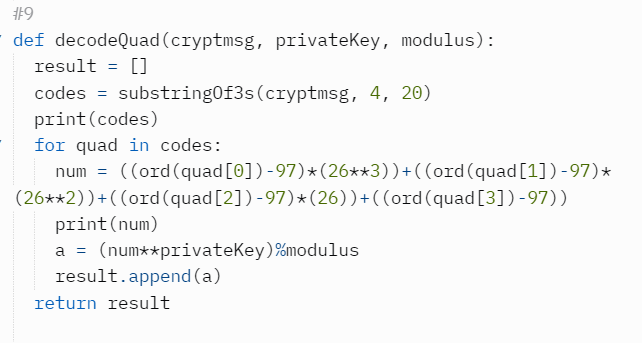 #9
def decodeQuad(cryptmsg, privateKey, modulus):
result = []
codes = substringOf3s(cryptmsg, 4, 20)
print(codes)
for quad in codes:
num = ((ord(quad[0])-97)*(26**3))+((ord(quad[1])-97)*
(26**2))+((ord(quad[2])-97)*(26))+((ord(quad[3])-97))
print(num)
a = (num**privateKey)%modulus
result.append(a)
return result